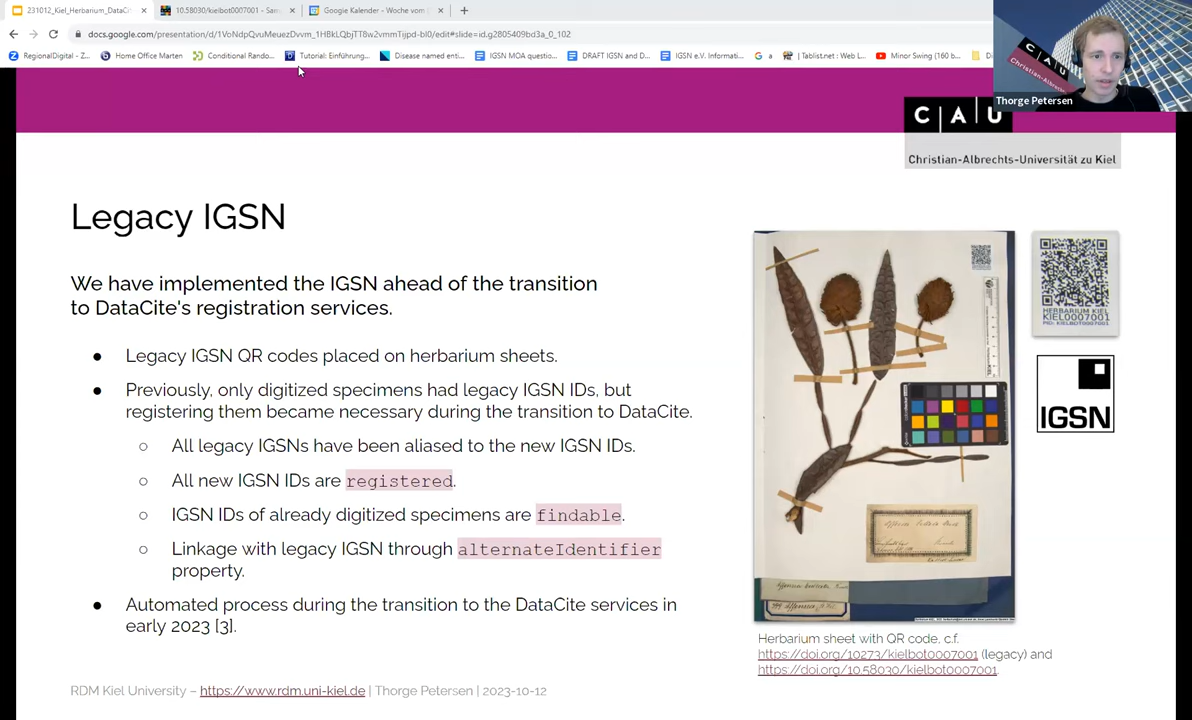 231012_Kiel_Herbarium_DataCi
10.58030/kielbot0007001 - Sam
Google Kalender - Woche vom
docs.google.com/presentation/d/1VoNdpQvuMeuezDvvm_1HBkLQbjTT8w2vmmTijpd-bI0/edit#slide=id.g2805409bd3a_0_102
RegionalDigital - Z... Home Office Marten Conditional Rando... Tutorial: Einführung... Disease named enti... IGSN MOA questio... DRAFT IGSN and D... IGSN e.V. Informati... a Tablist.net : Web L... Minor Swing (160 b...
CAU
Christian-Albrechts
Thorge Petersen
C|A|U
Christian-Albrechts-Universität zu Kiel
Legacy IGSN
We have implemented the IGSN ahead of the transition
to DataCite's registration services.
● Legacy IGSN QR codes placed on herbarium sheets.
● Previously, only digitized specimens had legacy IGSN IDs, but
registering them became necessary during the transition to DataCite.
○ All legacy IGSNs have been aliased to the new IGSN IDs.
○ All new IGSN IDs are registered.
○ IGSN IDs of already digitized specimens are findable.
○ Linkage with legacy IGSN through alternateIdentifier
property.
● Automated process during the transition to the DataCite services in
early 2023 [3].
HERBARIUM KIEL
KIEL0007001
PID: KIELBOT0007001
IGSN
Herbarium sheet with QR code, c.f.
https://doi.org/10273/kielbot0007001 (legacy) and
https://doi.org/10.58030/kielbot0007001.
RDM Kiel University – https://www.rdm.uni-kiel.de | Thorge Petersen | 2023-10-12